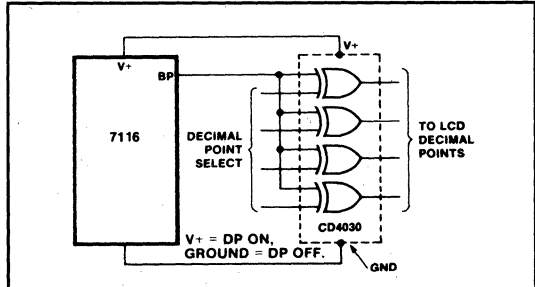 V+
V+
BP
7116
DECIMAL
POINT
SELECT
TO LCD
DECIMAL
POINTS
CD4030
V+ = DP ON,
GROUND = DP OFF.
GND